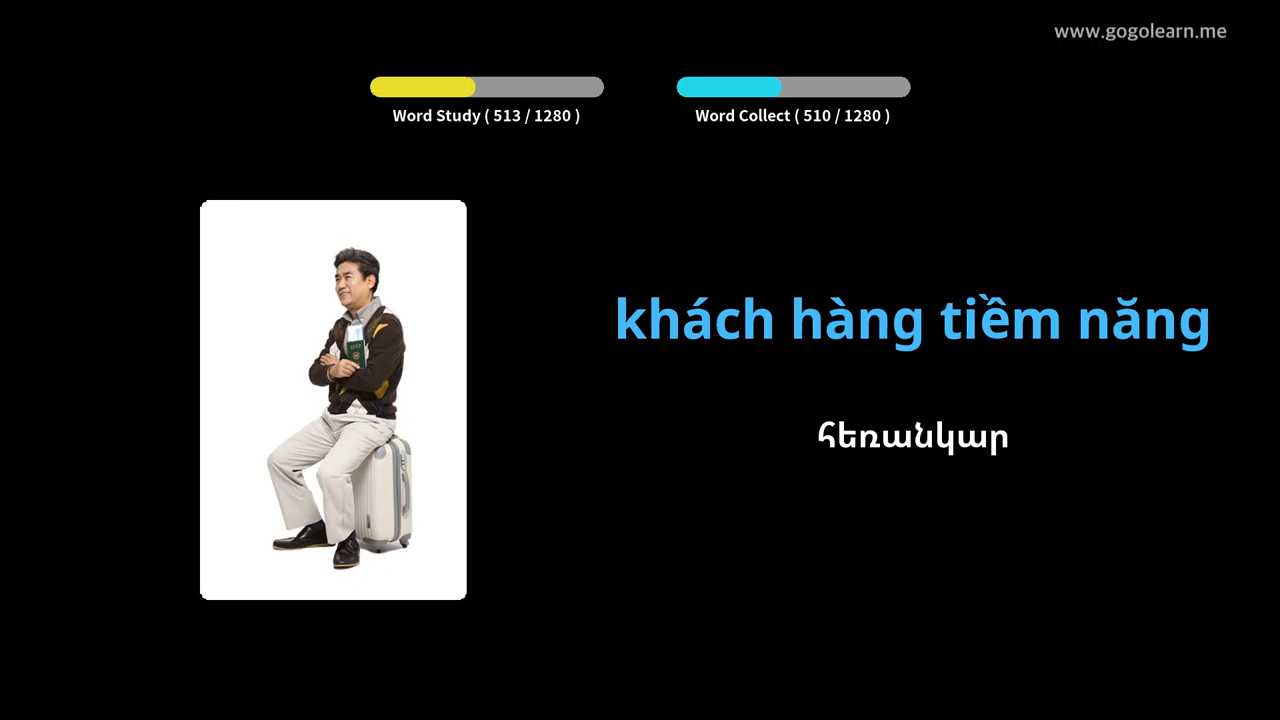 www.gogolearn.me
Word Study ( 513 / 1280 )
Word Collect ( 510 / 1280 )
khách hàng tiềm năng
հեռանկար